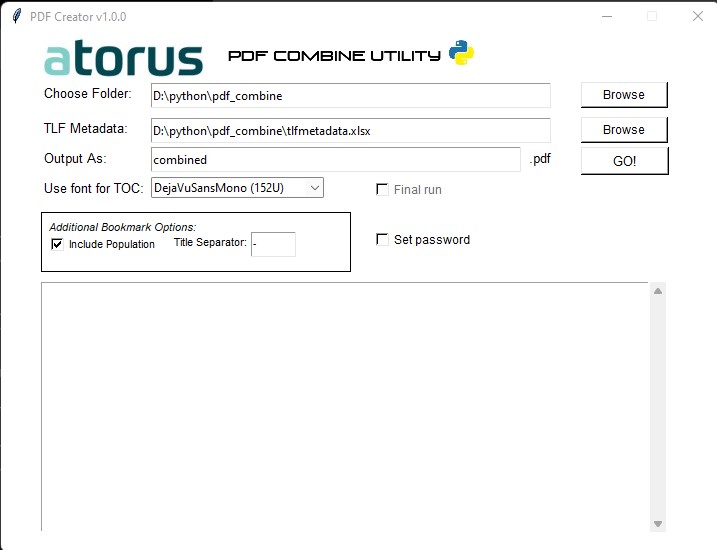 PDF Creator v1.0.0
atorus PDF COMBINE UTILITY
Choose Folder: D:\python\pdf_combine Browse
TLF Metadata: D:\python\pdf_combine\tlfmetadata.xlsx Browse
Output As: combined .pdf GO!
Use font for TOC: DejaVuSansMono (152U) Final run
Additional Bookmark Options:
Include Population Title Separator: - Set password